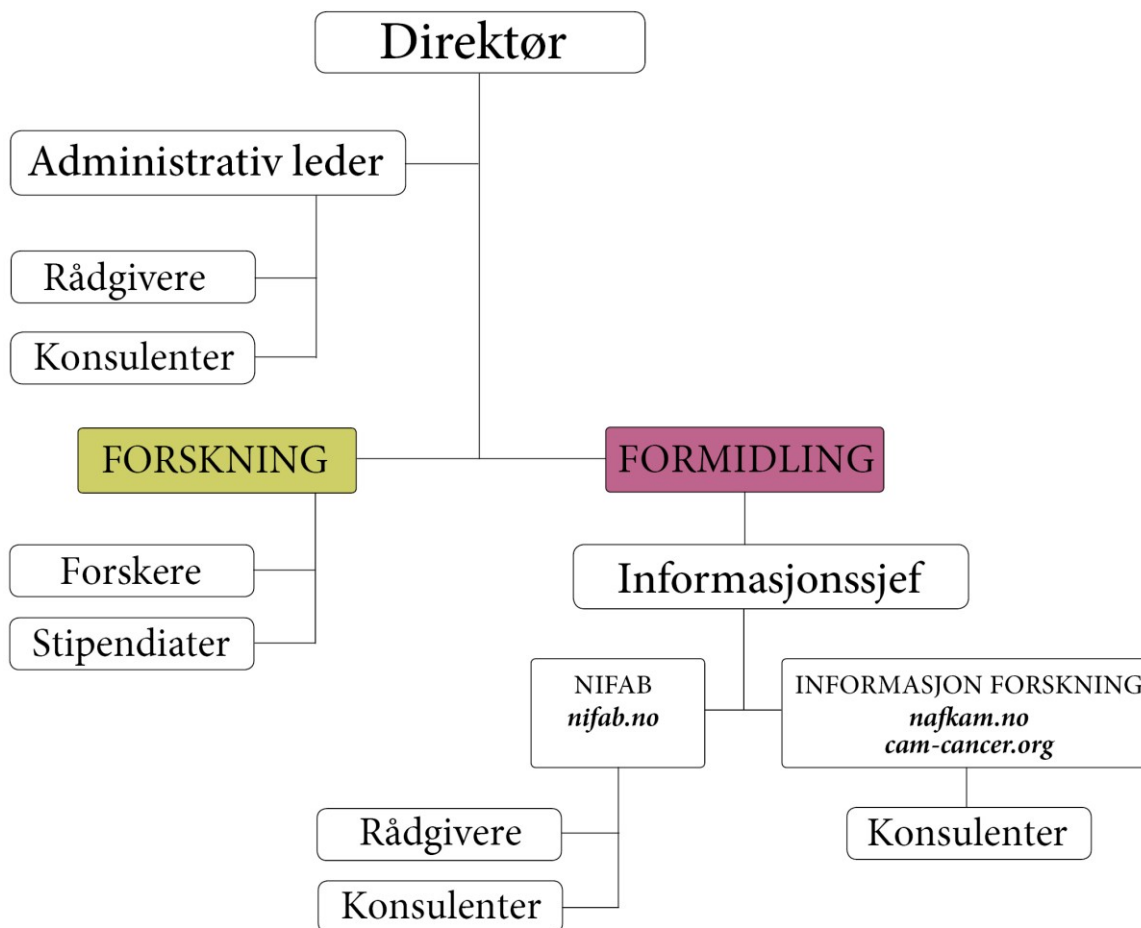 Direktør
Administrativ leder
Rådgivere
Konsulenter
FORSKNING
FORMIDLING
Forskere
Stipendiater
Informasjonssjef
NIFAB
nifab.no
INFORMASJON FORSKNING
nafkam.no
cam-cancer.org
Rådgivere
Konsulenter
Konsulenter